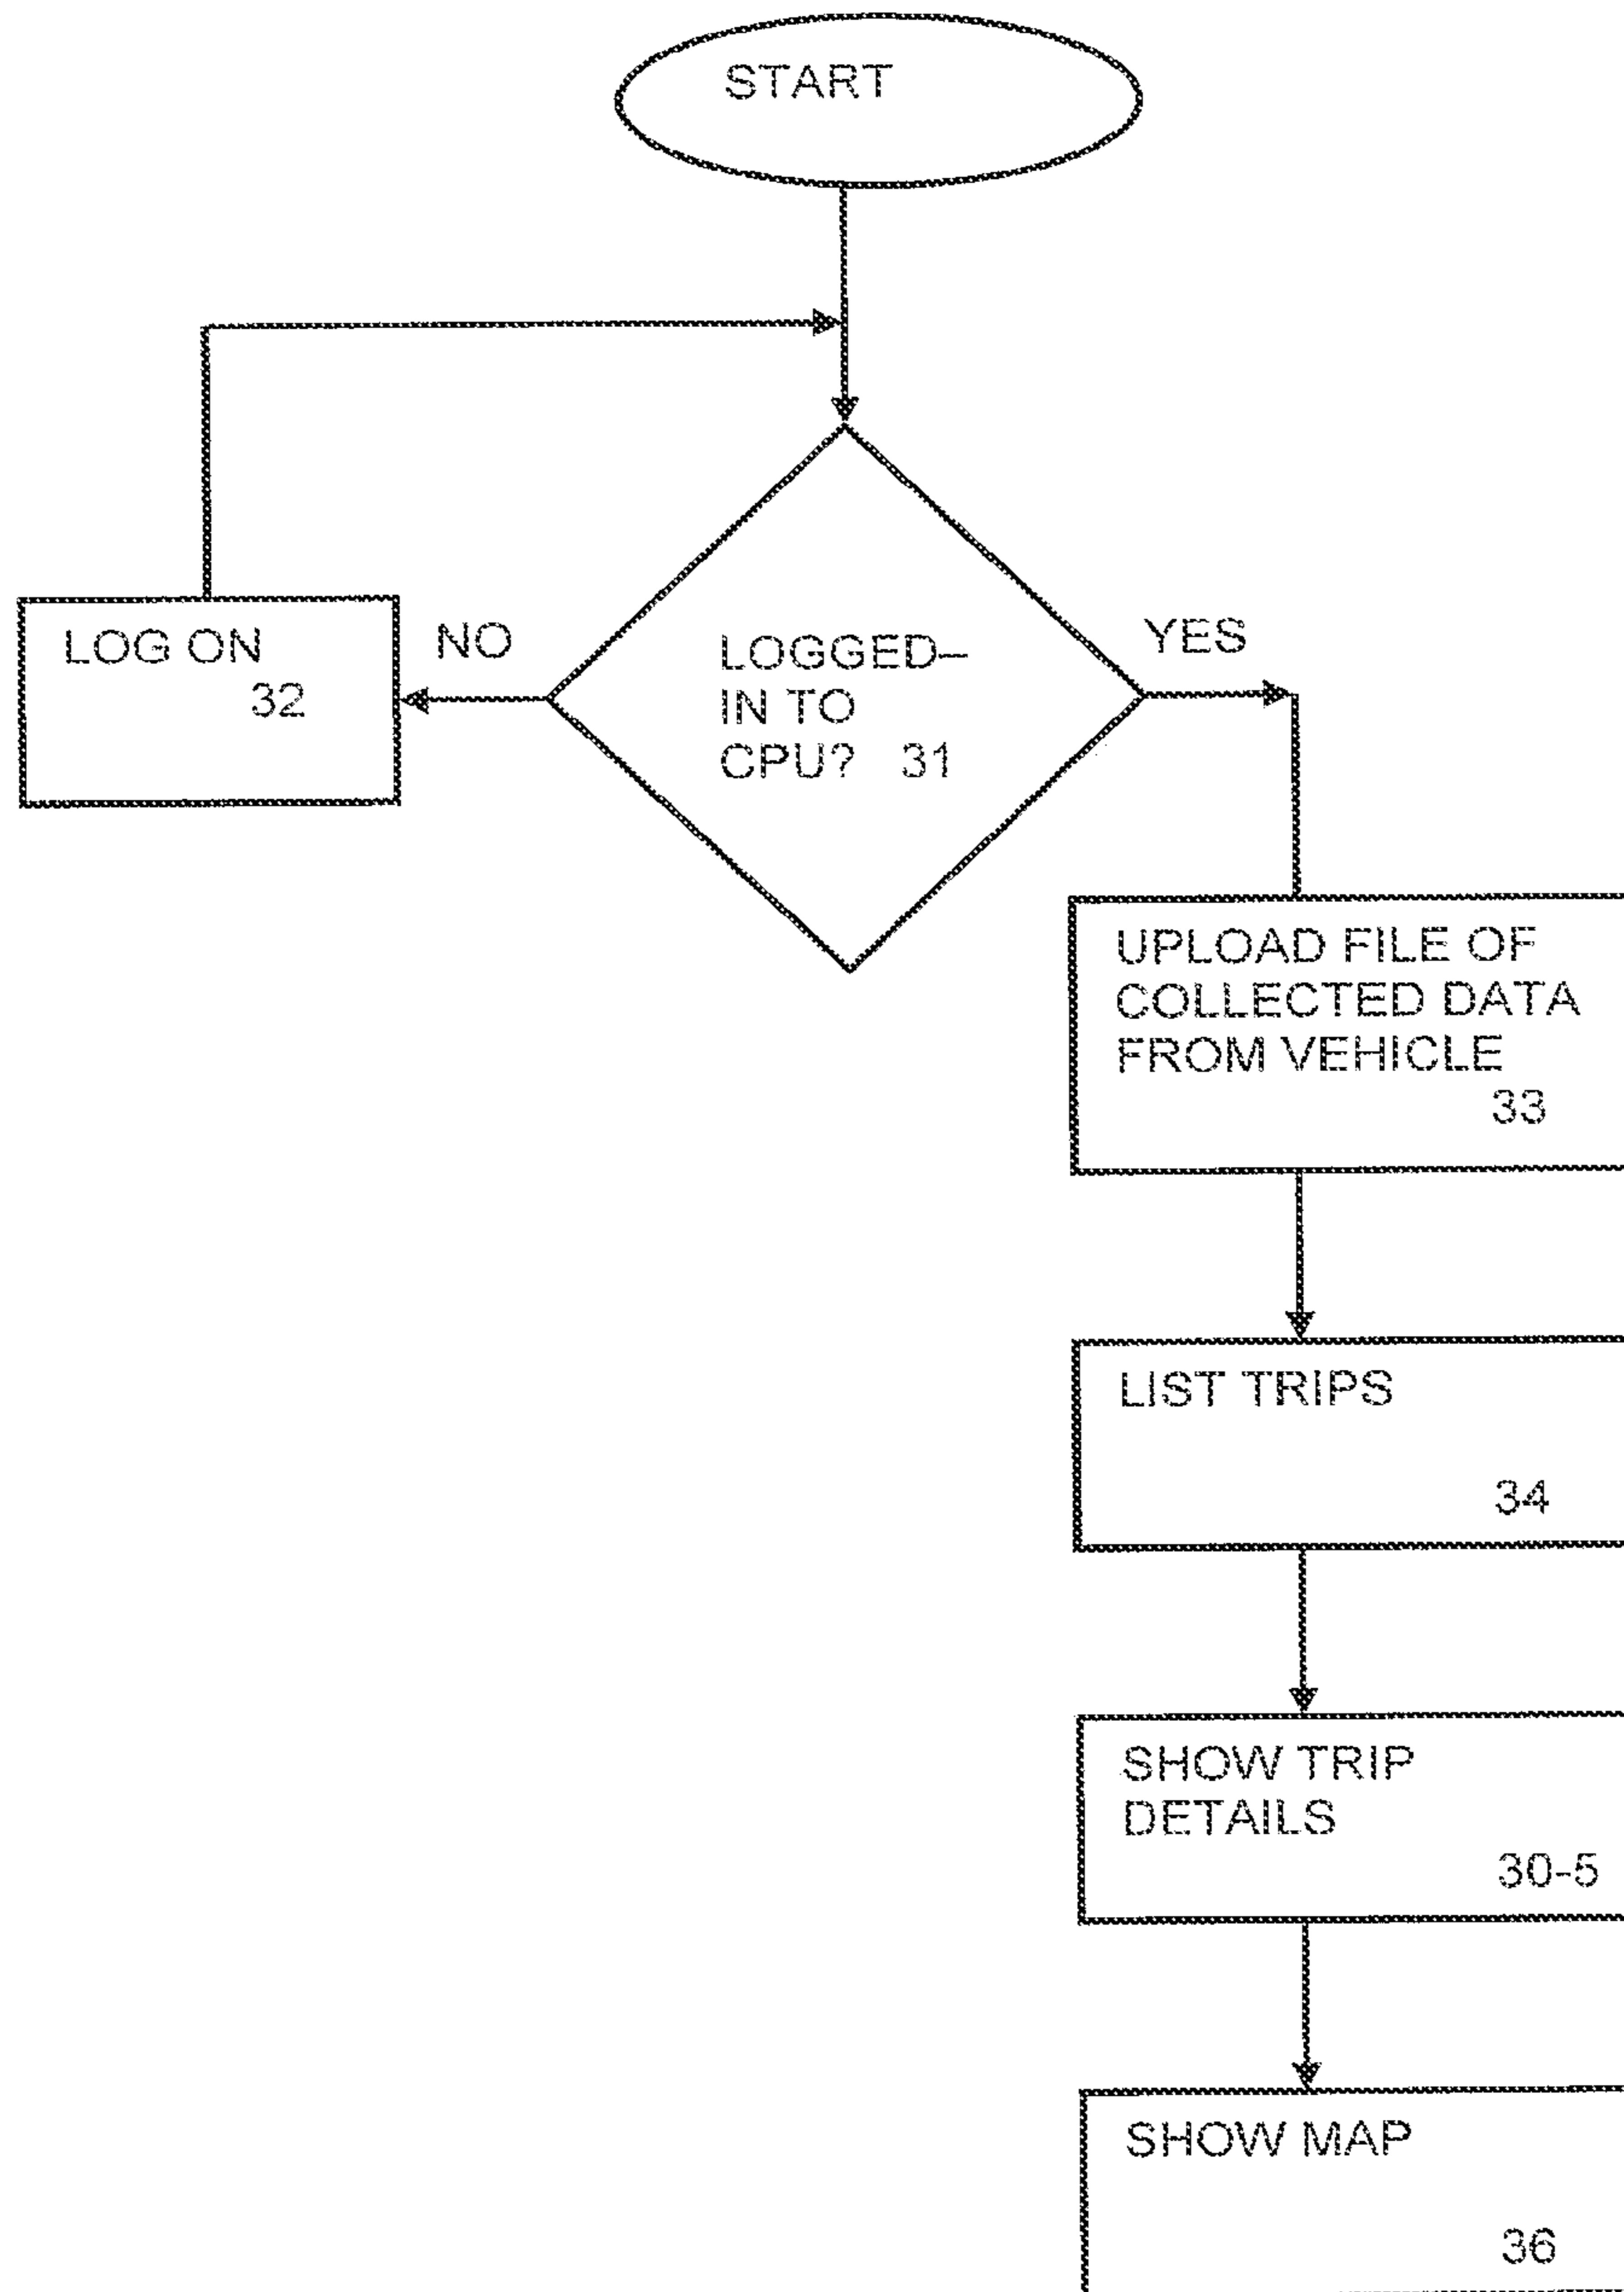 START
LOG ON
32
NO
LOGGED–
IN TO
CPU? 31
YES
UPLOAD FILE OF
COLLECTED DATA
FROM VEHICLE
33
LIST TRIPS
34
SHOW TRIP
DETAILS
30-5
SHOW MAP
36